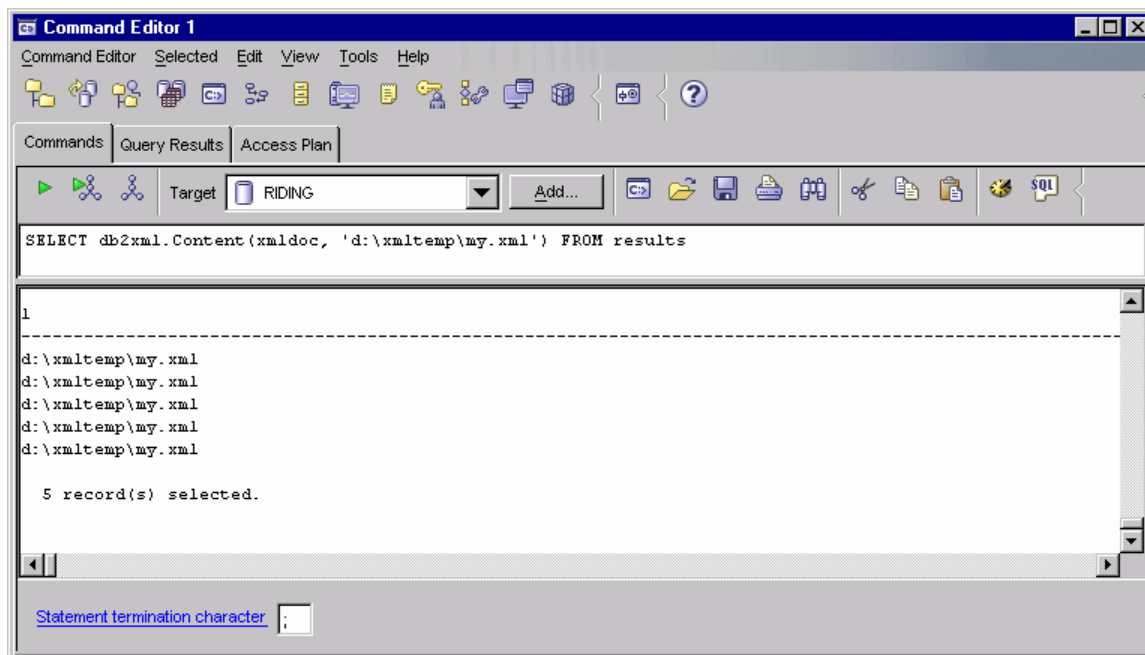 Command Editor 1
Command Editor Selected Edit View Tools Help
Commands Query Results Access Plan
Target RIDING Add... SQL
SELECT db2xml.Content(xmldoc, 'd:\xmltemp\my.xml') FROM results
1
--------------------------------------------------------------------------------
d:\xmltemp\my.xml
d:\xmltemp\my.xml
d:\xmltemp\my.xml
d:\xmltemp\my.xml
d:\xmltemp\my.xml
5 record(s) selected.
Statement termination character ;